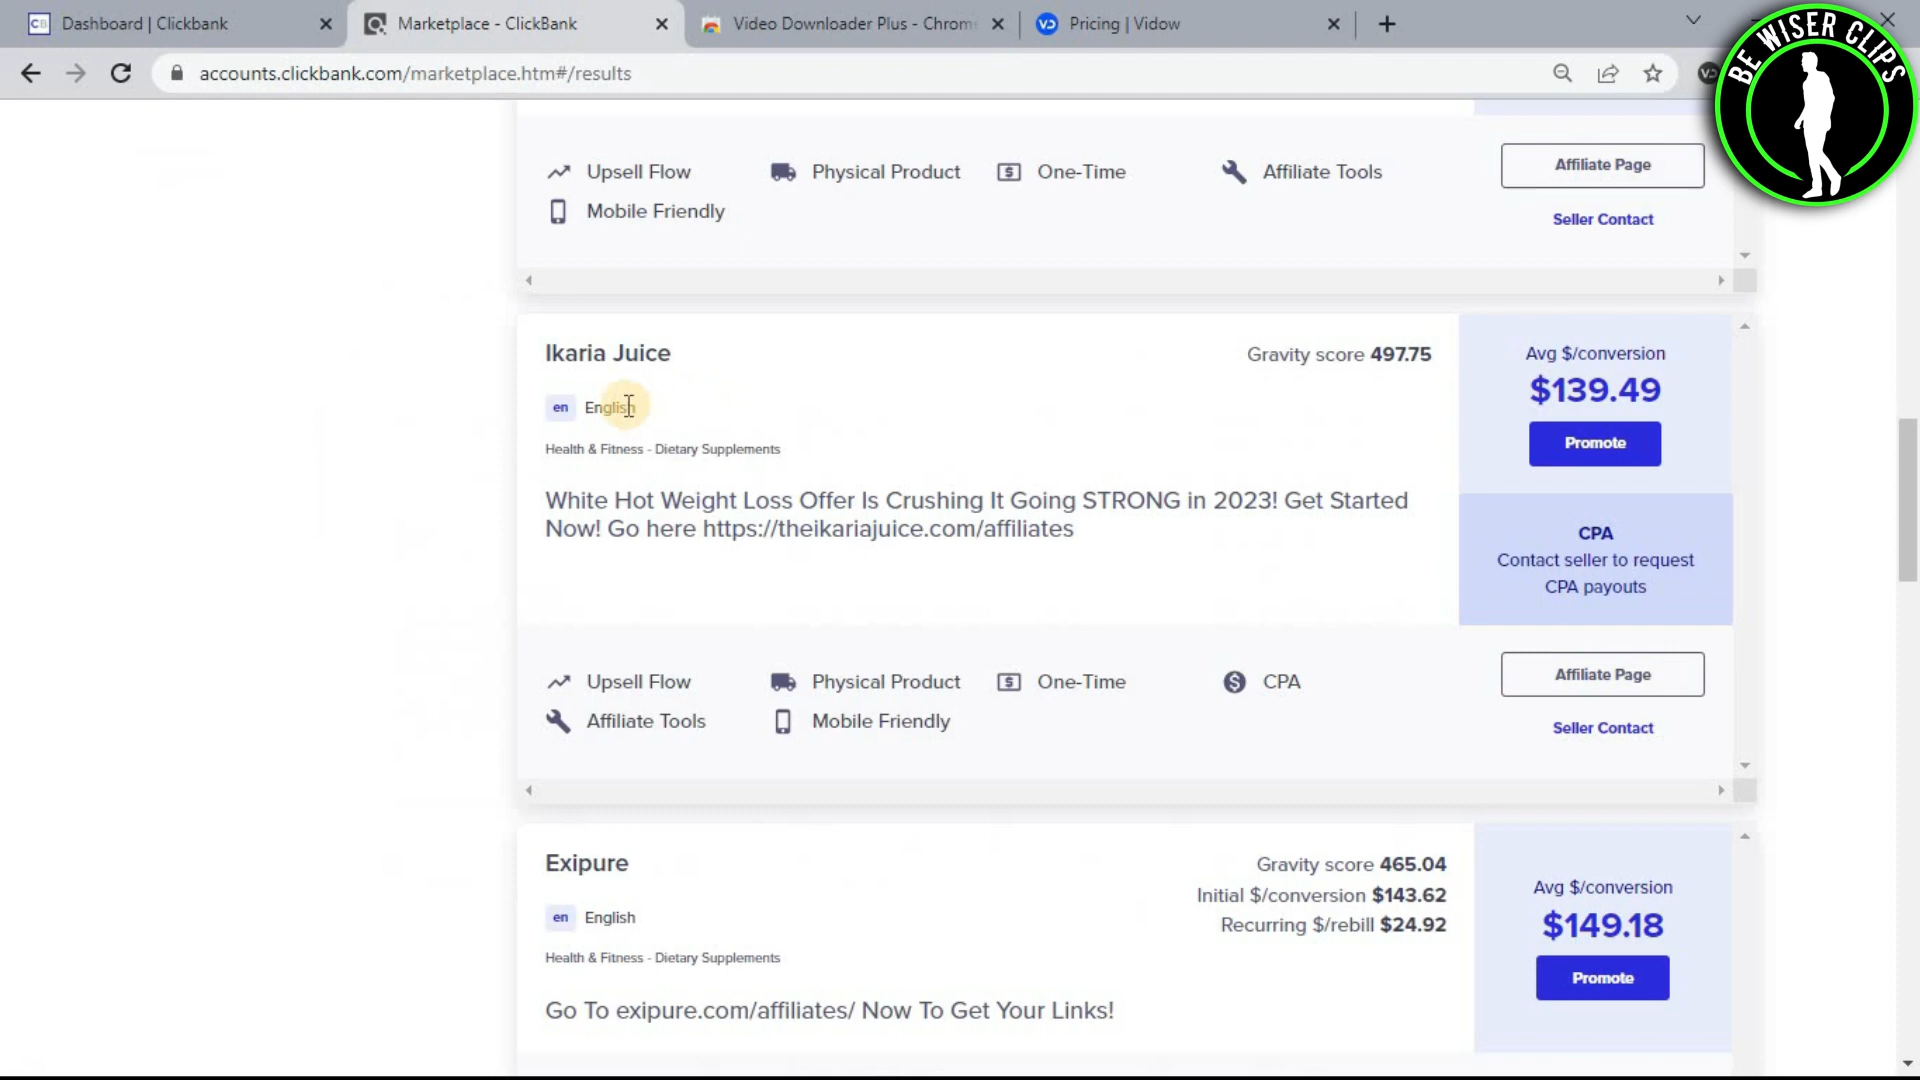 Dashboard | Clickbank
Marketplace - ClickBank
Video Downloader Plus - Chrom
Pricing | Vidow
accounts.clickbank.com/marketplace.htm#/results
BE WISER CLIPS
Upsell Flow
Physical Product
One-Time
Affiliate Tools
Mobile Friendly
Affiliate Page
Seller Contact
Ikaria Juice
Gravity score 497.75
en English
Health & Fitness - Dietary Supplements
White Hot Weight Loss Offer Is Crushing It Going STRONG in 2023! Get Started
Now! Go here https://theikariajuice.com/affiliates
Avg $/conversion
$139.49
Promote
CPA
Contact seller to request
CPA payouts
Upsell Flow
Physical Product
One-Time
CPA
Affiliate Tools
Mobile Friendly
Affiliate Page
Seller Contact
Exipure
Gravity score 465.04
Initial $/conversion $143.62
Recurring $/rebill $24.92
en English
Health & Fitness - Dietary Supplements
Go To exipure.com/affiliates/ Now To Get Your Links!
Avg $/conversion
$149.18
Promote